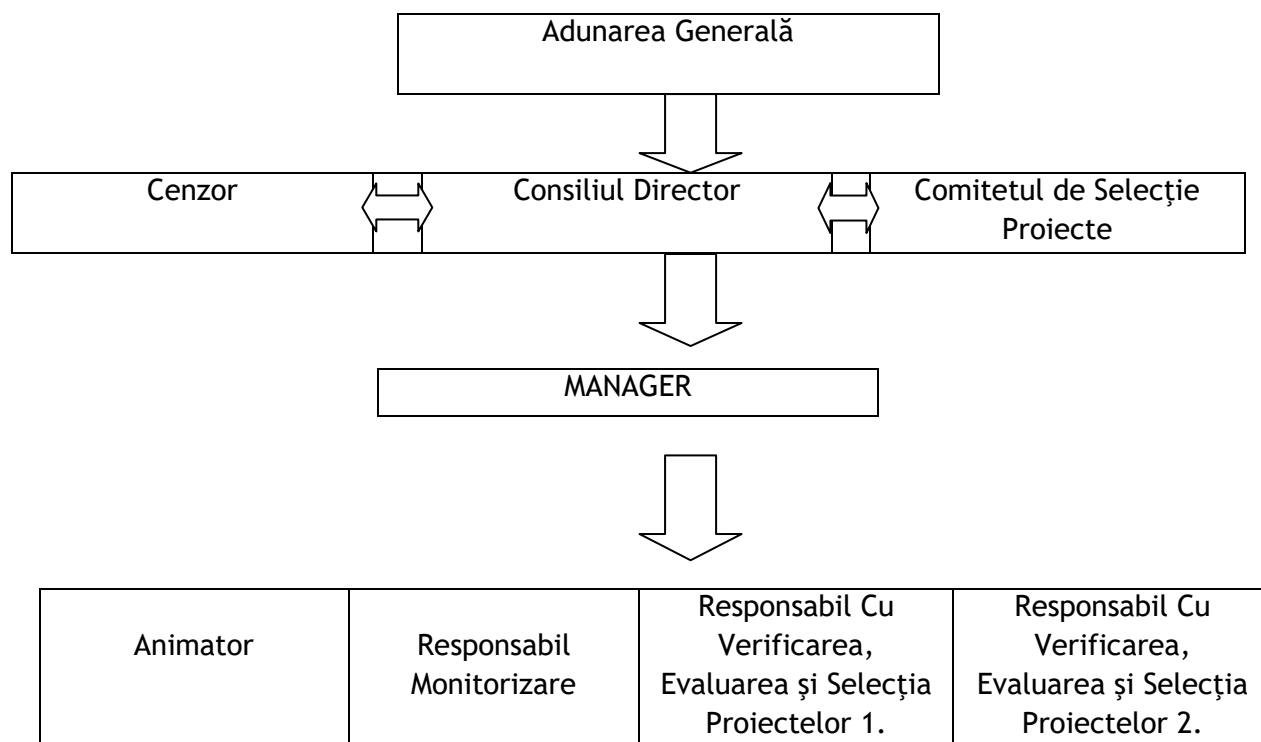 Adunarea Generală
Cenzor
Consiliul Director
Comitetul de Selecţie
Proiecte
MANAGER
Animator
Responsabil
Monitorizare
Responsabil Cu
Verificarea,
Evaluarea şi Selecţia
Proiectelor 1.
Responsabil Cu
Verificarea,
Evaluarea şi Selecţia
Proiectelor 2.